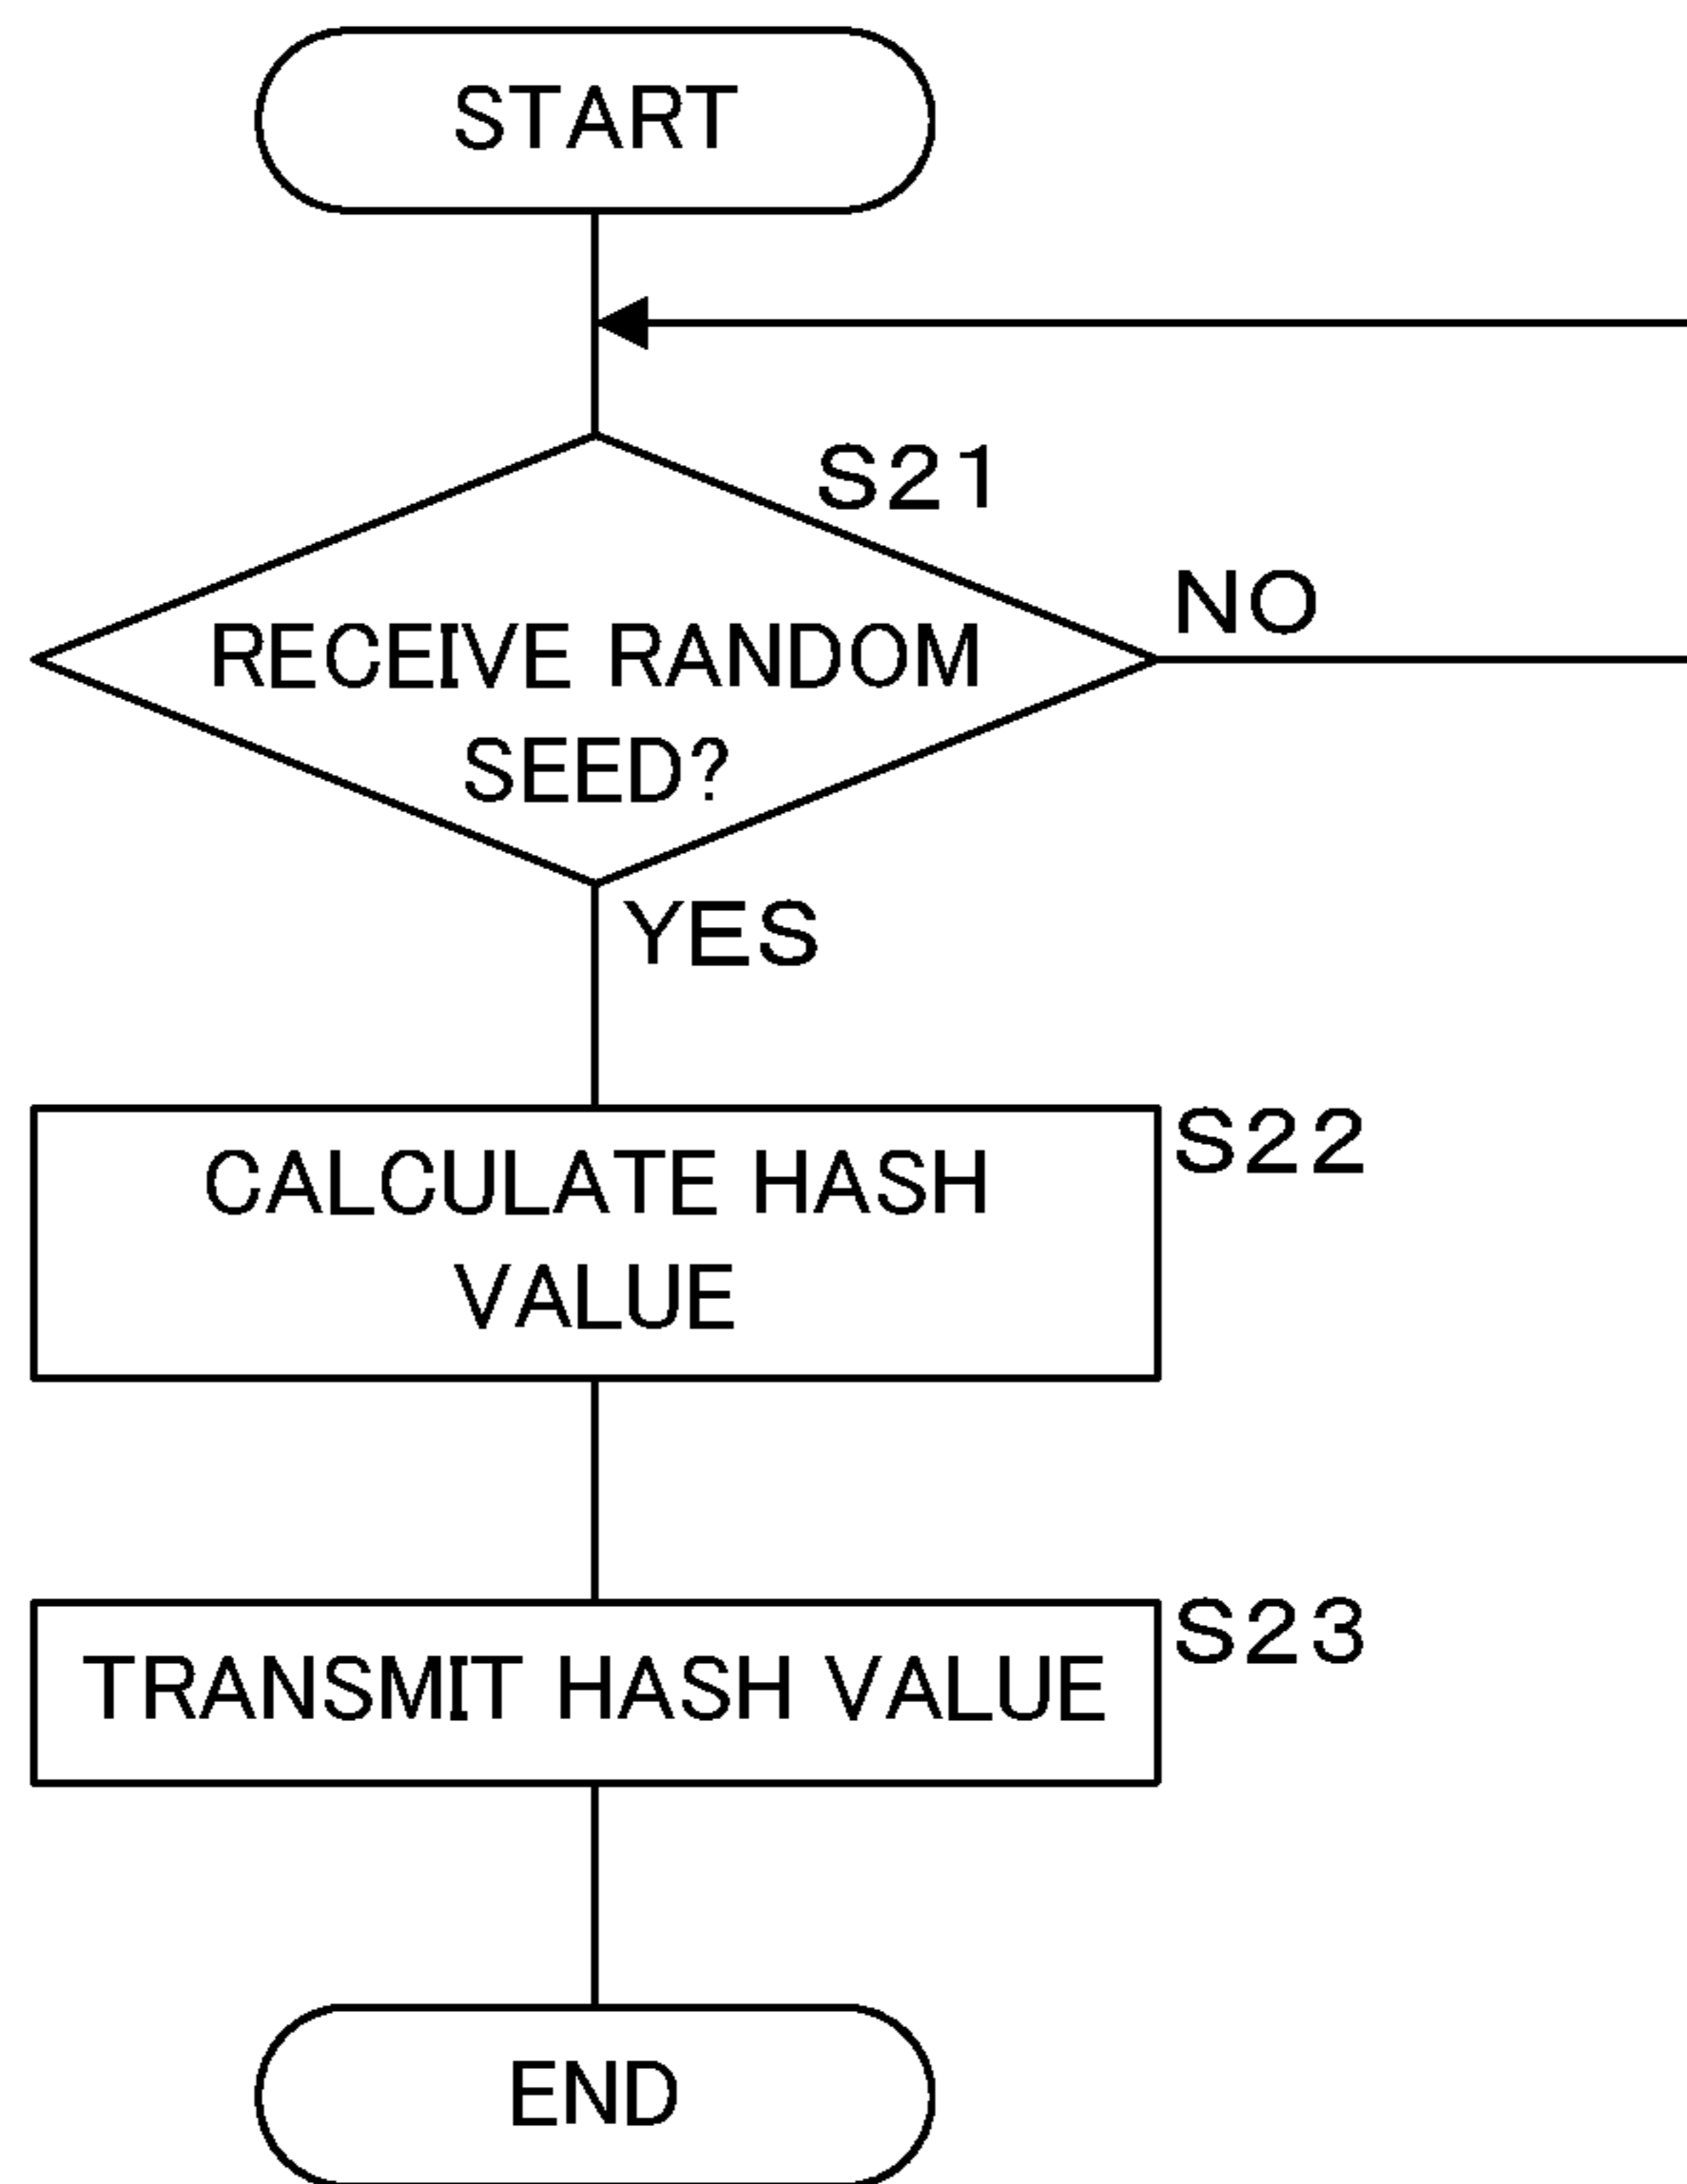 START
S21
NO
RECEIVE RANDOM
SEED?
YES
S22
CALCULATE HASH
VALUE
S23
TRANSMIT HASH VALUE
END